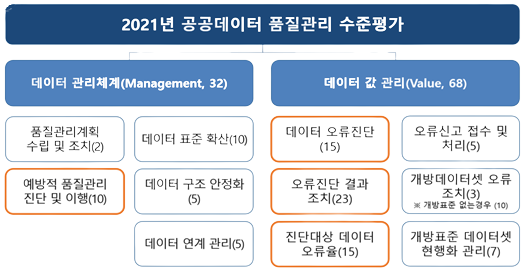 2021년 공공데이터 품질관리 수준평가
데이터 관리체계(Management, 32)
데이터 값 관리(Value, 68)
품질관리계획
수립 및 조치(2)
데이터 표준 확산(10)
데이터 오류진단
(15)
오류신고 접수 및
처리(5)
예방적 품질관리
진단 및 이행(10)
데이터 구조 안정화
(5)
오류진단 결과
조치(23)
개방데이터셋 오류
조치(3)
※ 개방표준 없는경우 (10)
데이터 연계 관리(5)
진단대상 데이터
오류율(15)
개방표준 데이터셋
현행화 관리(7)